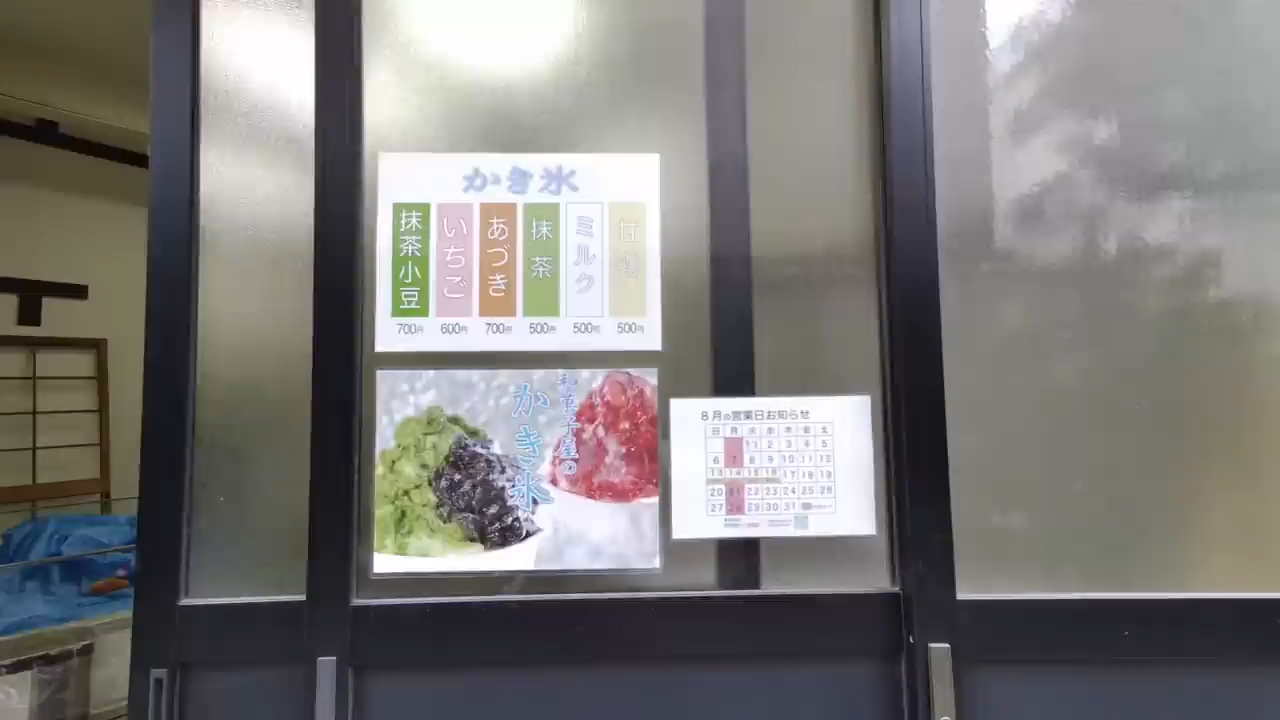 かき氷
抹茶小豆
いちご
あづき
抹茶
ミルク
700円 600円 700円 500円 500円 500円
和菓子屋の
かき氷
8月の営業日お知らせ
日 月 火 水 木 金 土
1 2 3 4 5
6 7 8 9 10 11 12
13 14 15 16 17 18 19
20 21 22 23 24 25 26
27 28 29 30 31